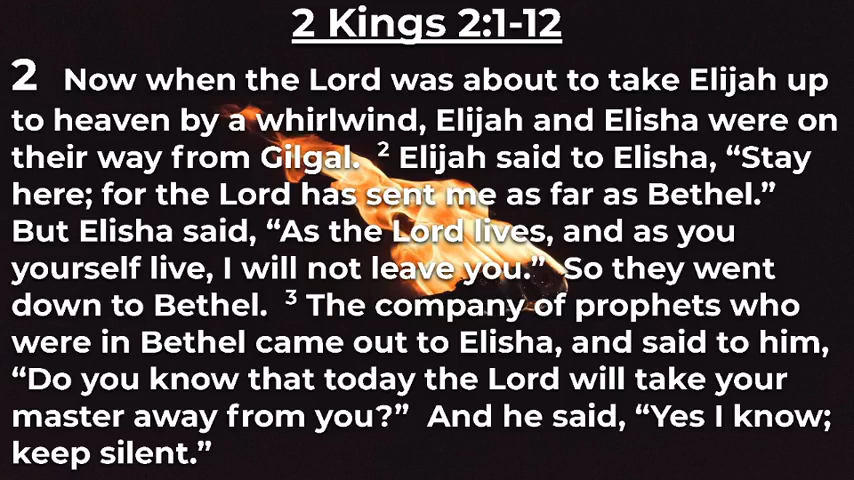 2 Kings 2:1-12
2 Now when the Lord was about to take Elijah up
to heaven by a whirlwind, Elijah and Elisha were on
their way from Gilgal. 2 Elijah said to Elisha, “Stay
here; for the Lord has sent me as far as Bethel.”
But Elisha said, “As the Lord lives, and as you
yourself live, I will not leave you.” So they went
down to Bethel. 3 The company of prophets who
were in Bethel came out to Elisha, and said to him,
“Do you know that today the Lord will take your
master away from you?” And he said, “Yes I know;
keep silent.”